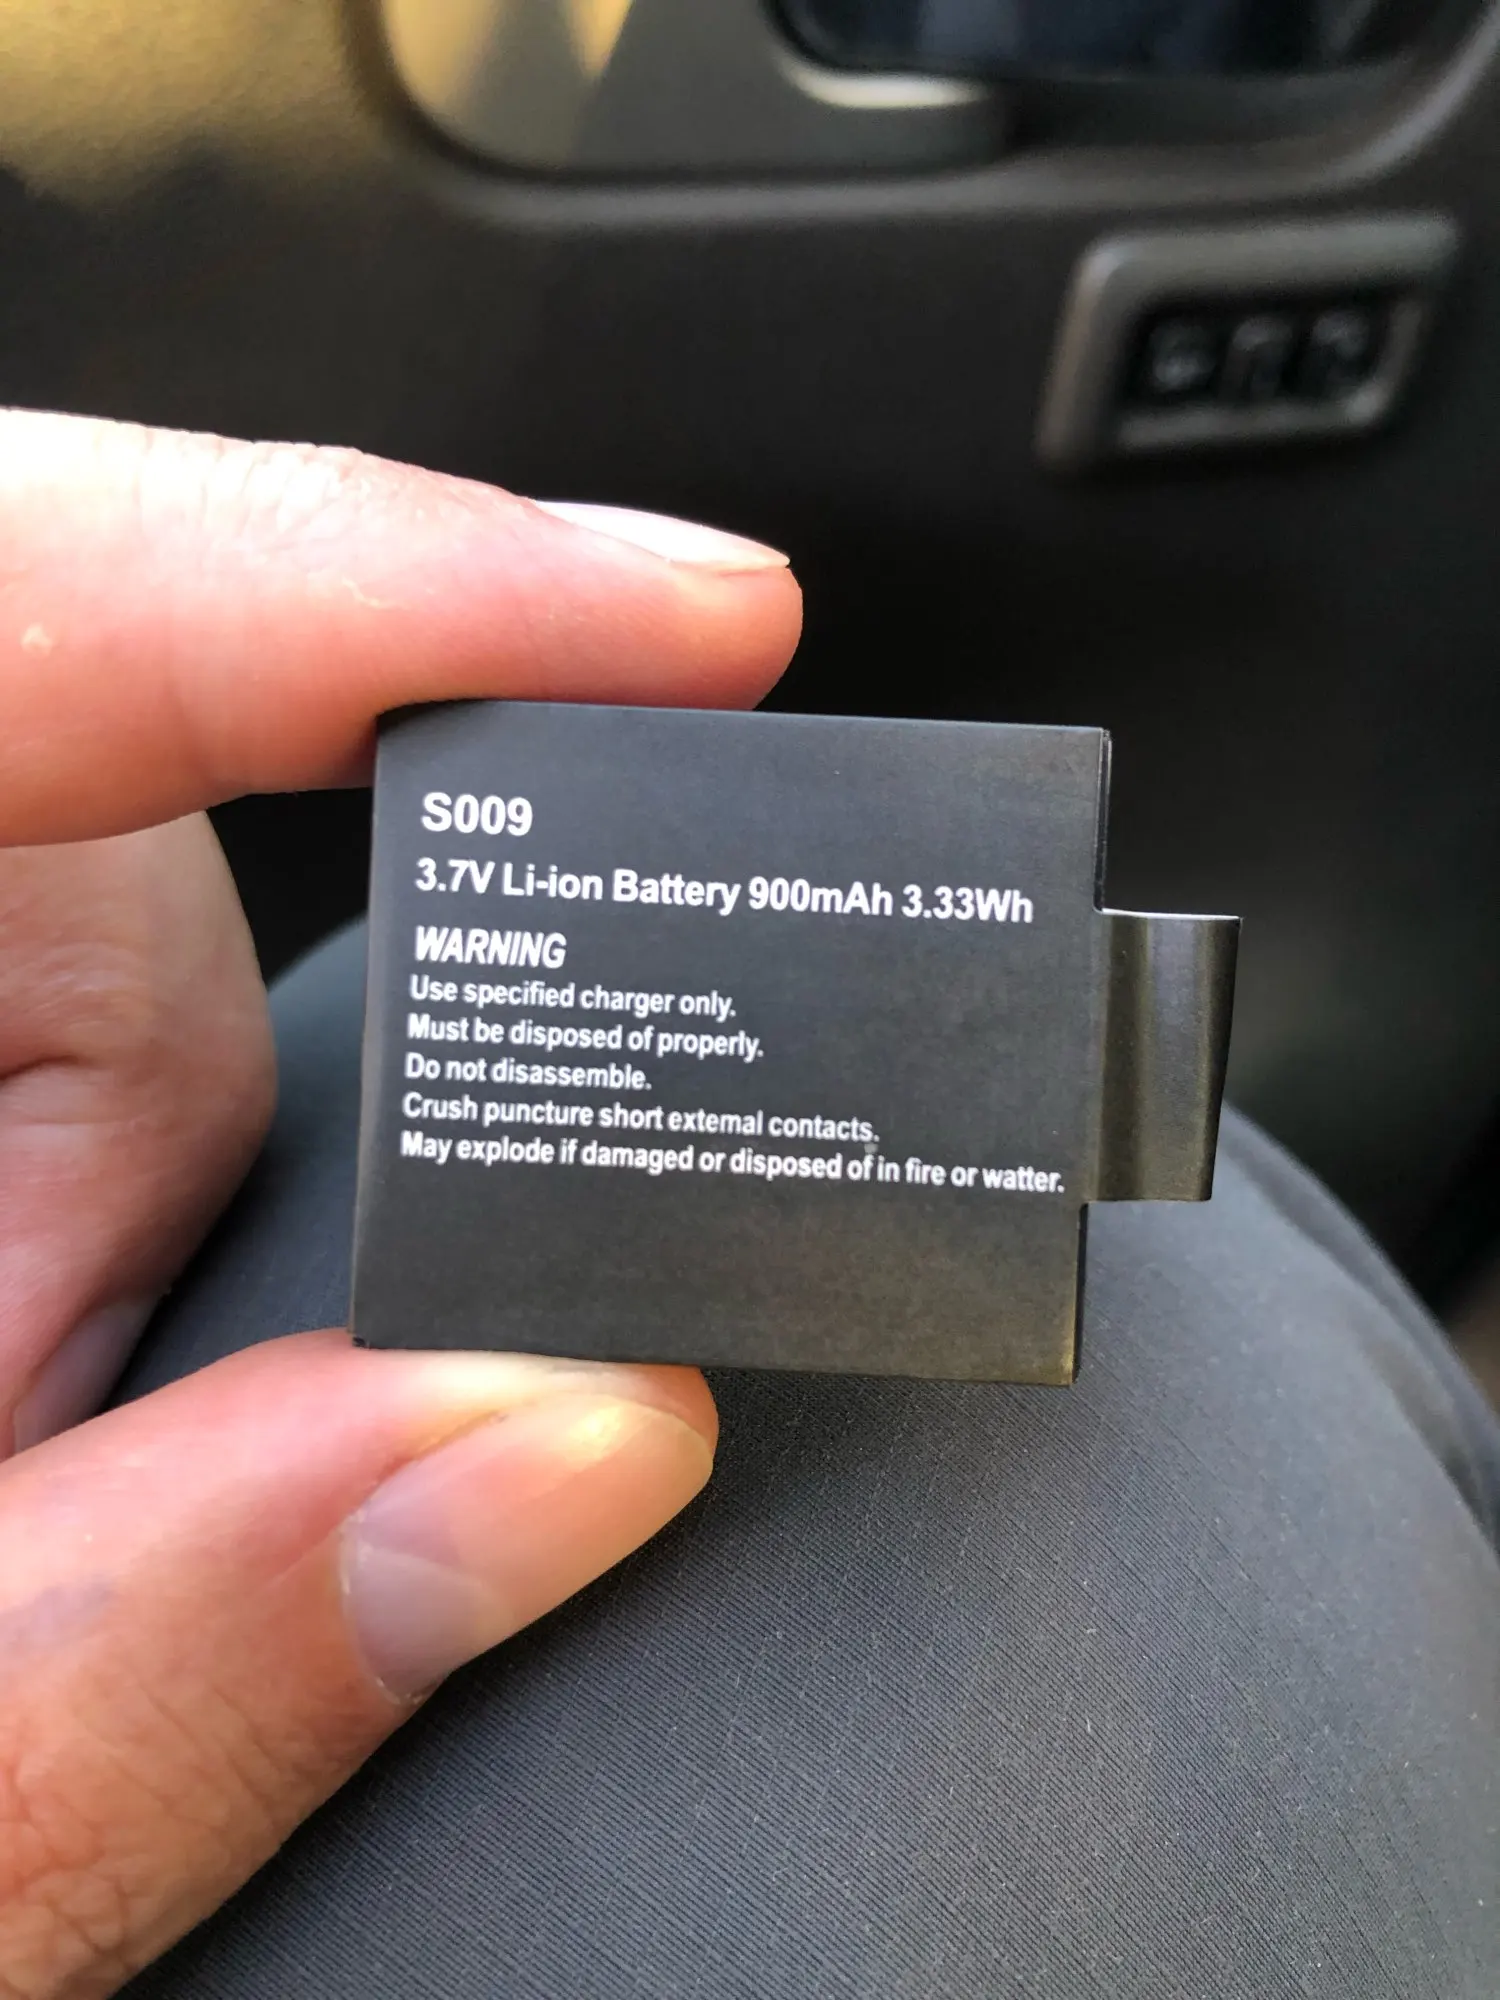 S009
3.7V Li-ion Battery 900mAh 3.33Wh
WARNING
Use specified charger only.
Must be disposed of properly.
Do not disassemble.
Crush puncture short external contacts.
May explode if damaged or disposed of in fire or watter.